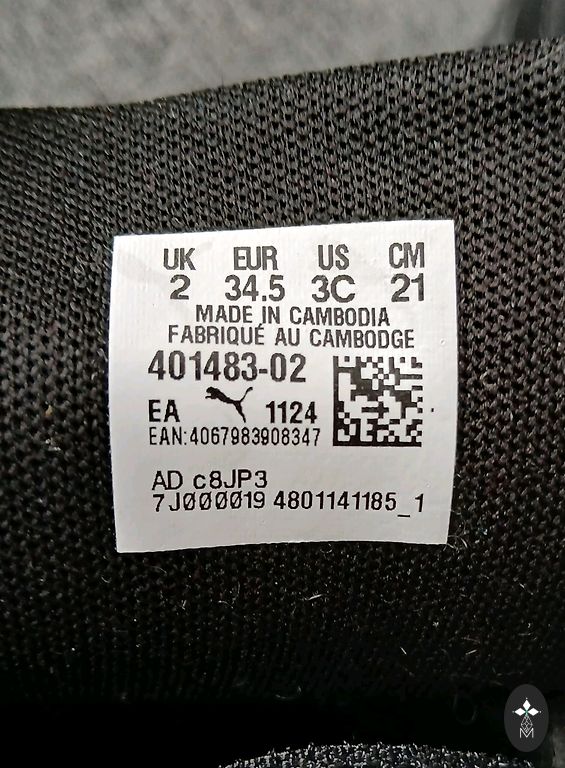 UK EUR US CM
2 34.5 3C 21
MADE IN CAMBODIA
FABRIQUÉ AU CAMBODGE
401483-02
EA 1124
EAN:4067983908347
AD c8JP3
7J000019 4801141185_1
M